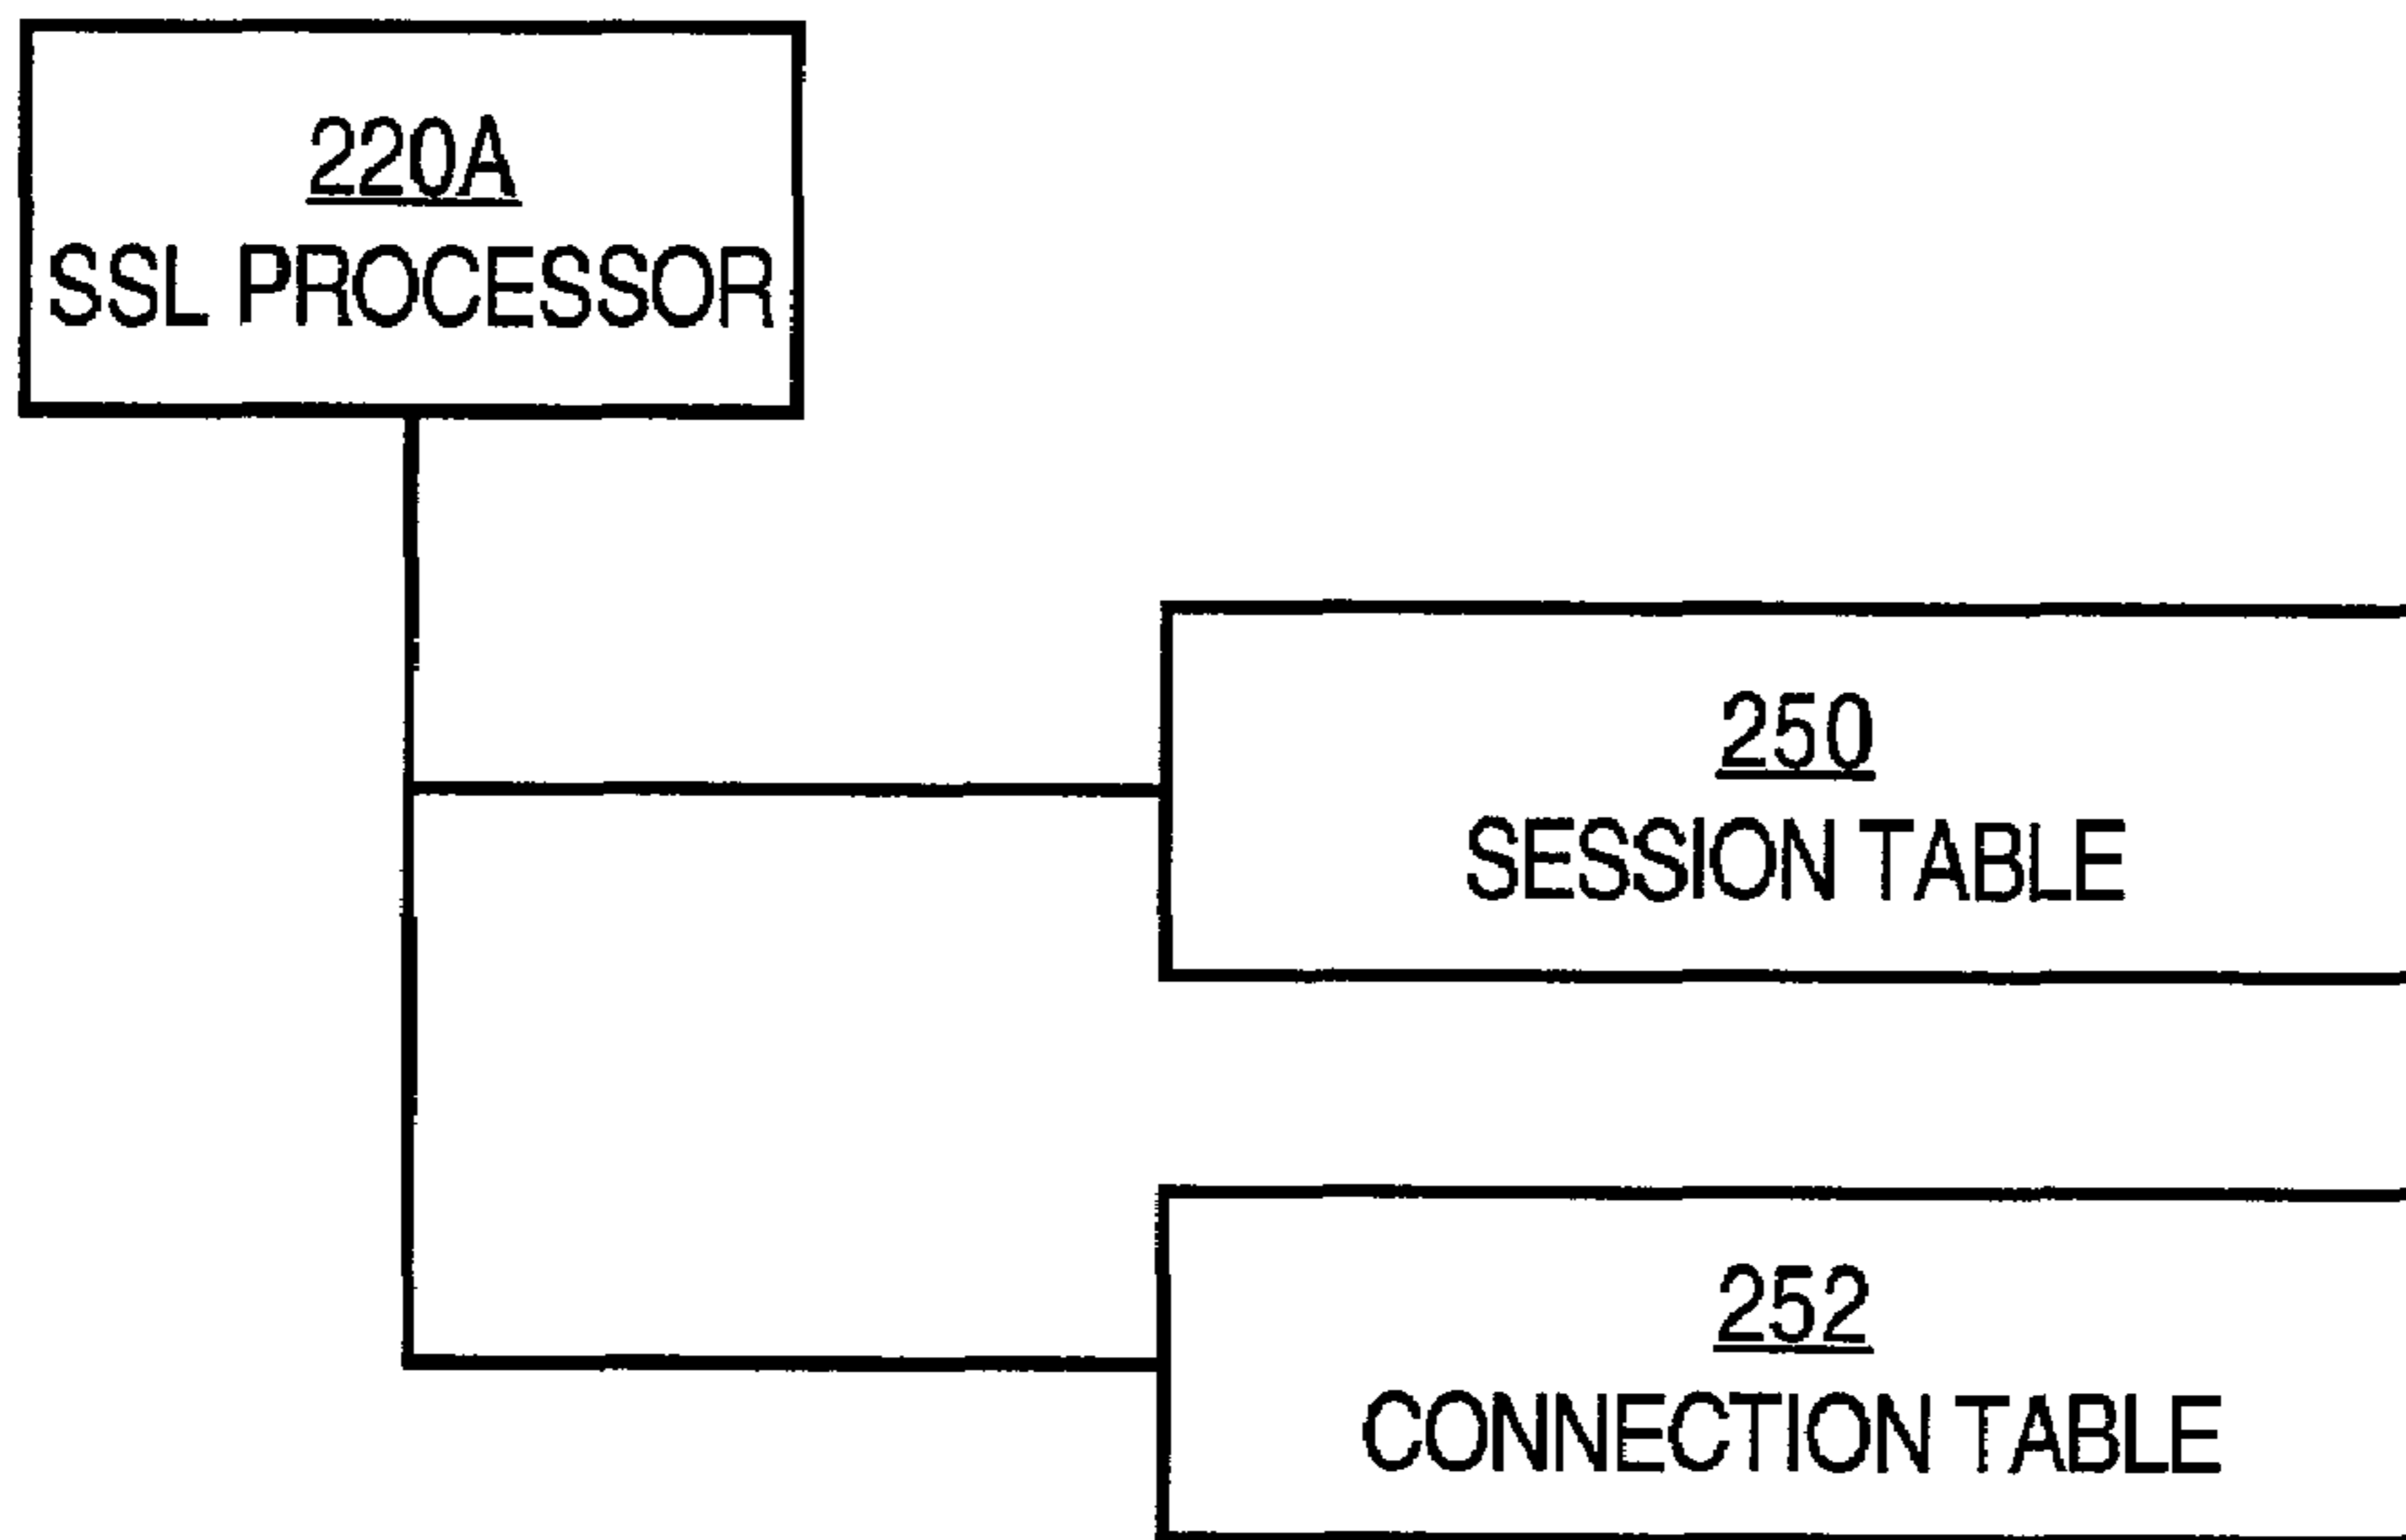 220A
SSL PROCESSOR
250
SESSION TABLE
252
CONNECTION TABLE